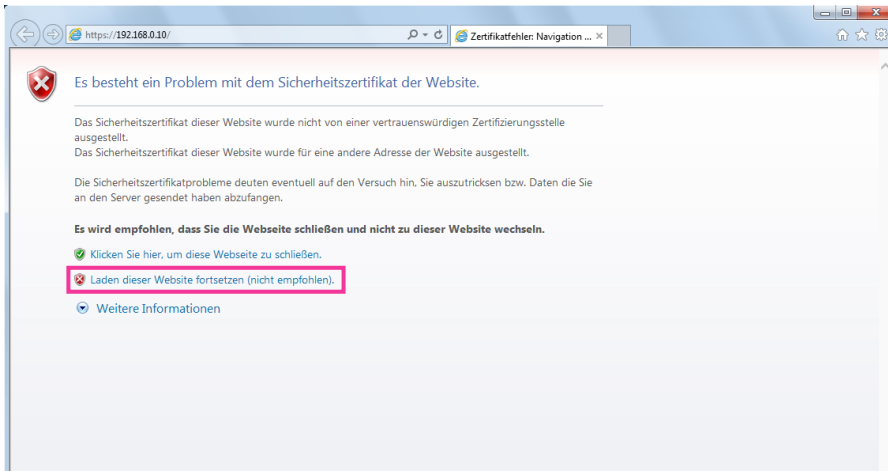 https://192.168.0.10/
Zertifikatfehler: Navigation ...
Es besteht ein Problem mit dem Sicherheitszertifikat der Website.
Das Sicherheitszertifikat dieser Website wurde nicht von einer vertrauenswürdigen Zertifizierungsstelle
ausgestellt.
Das Sicherheitszertifikat dieser Website wurde für eine andere Adresse der Website ausgestellt.
Die Sicherheitszertifikatprobleme deuten eventuell auf den Versuch hin, Sie auszutricksen bzw. Daten die Sie
an den Server gesendet haben abzufangen.
Es wird empfohlen, dass Sie die Webseite schließen und nicht zu dieser Website wechseln.
Klicken Sie hier, um diese Webseite zu schließen.
Laden dieser Website fortsetzen (nicht empfohlen).
Weitere Informationen